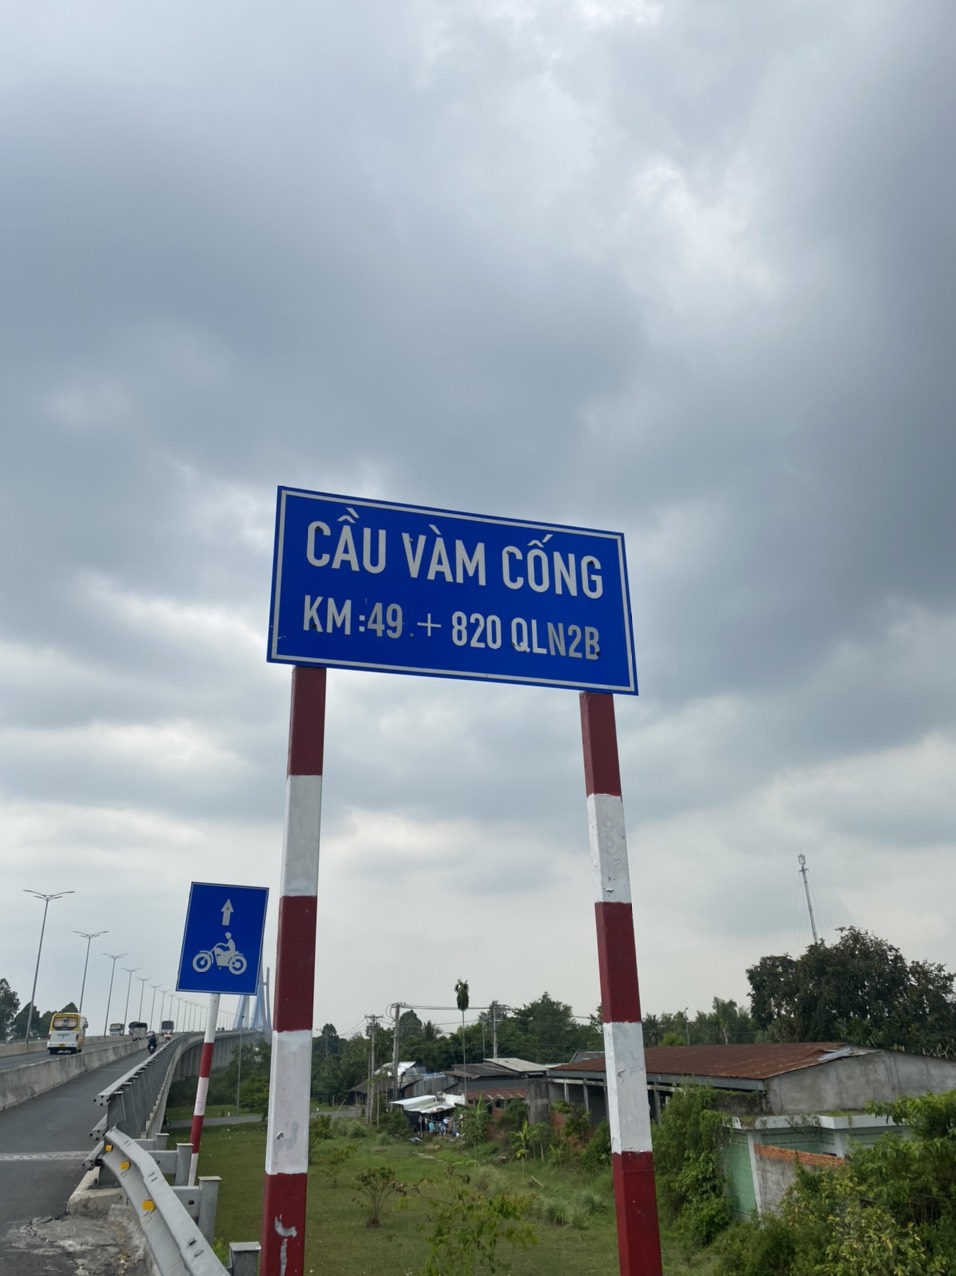 CẦU VÀM CỐNG
KM:49 + 820 QLN2B